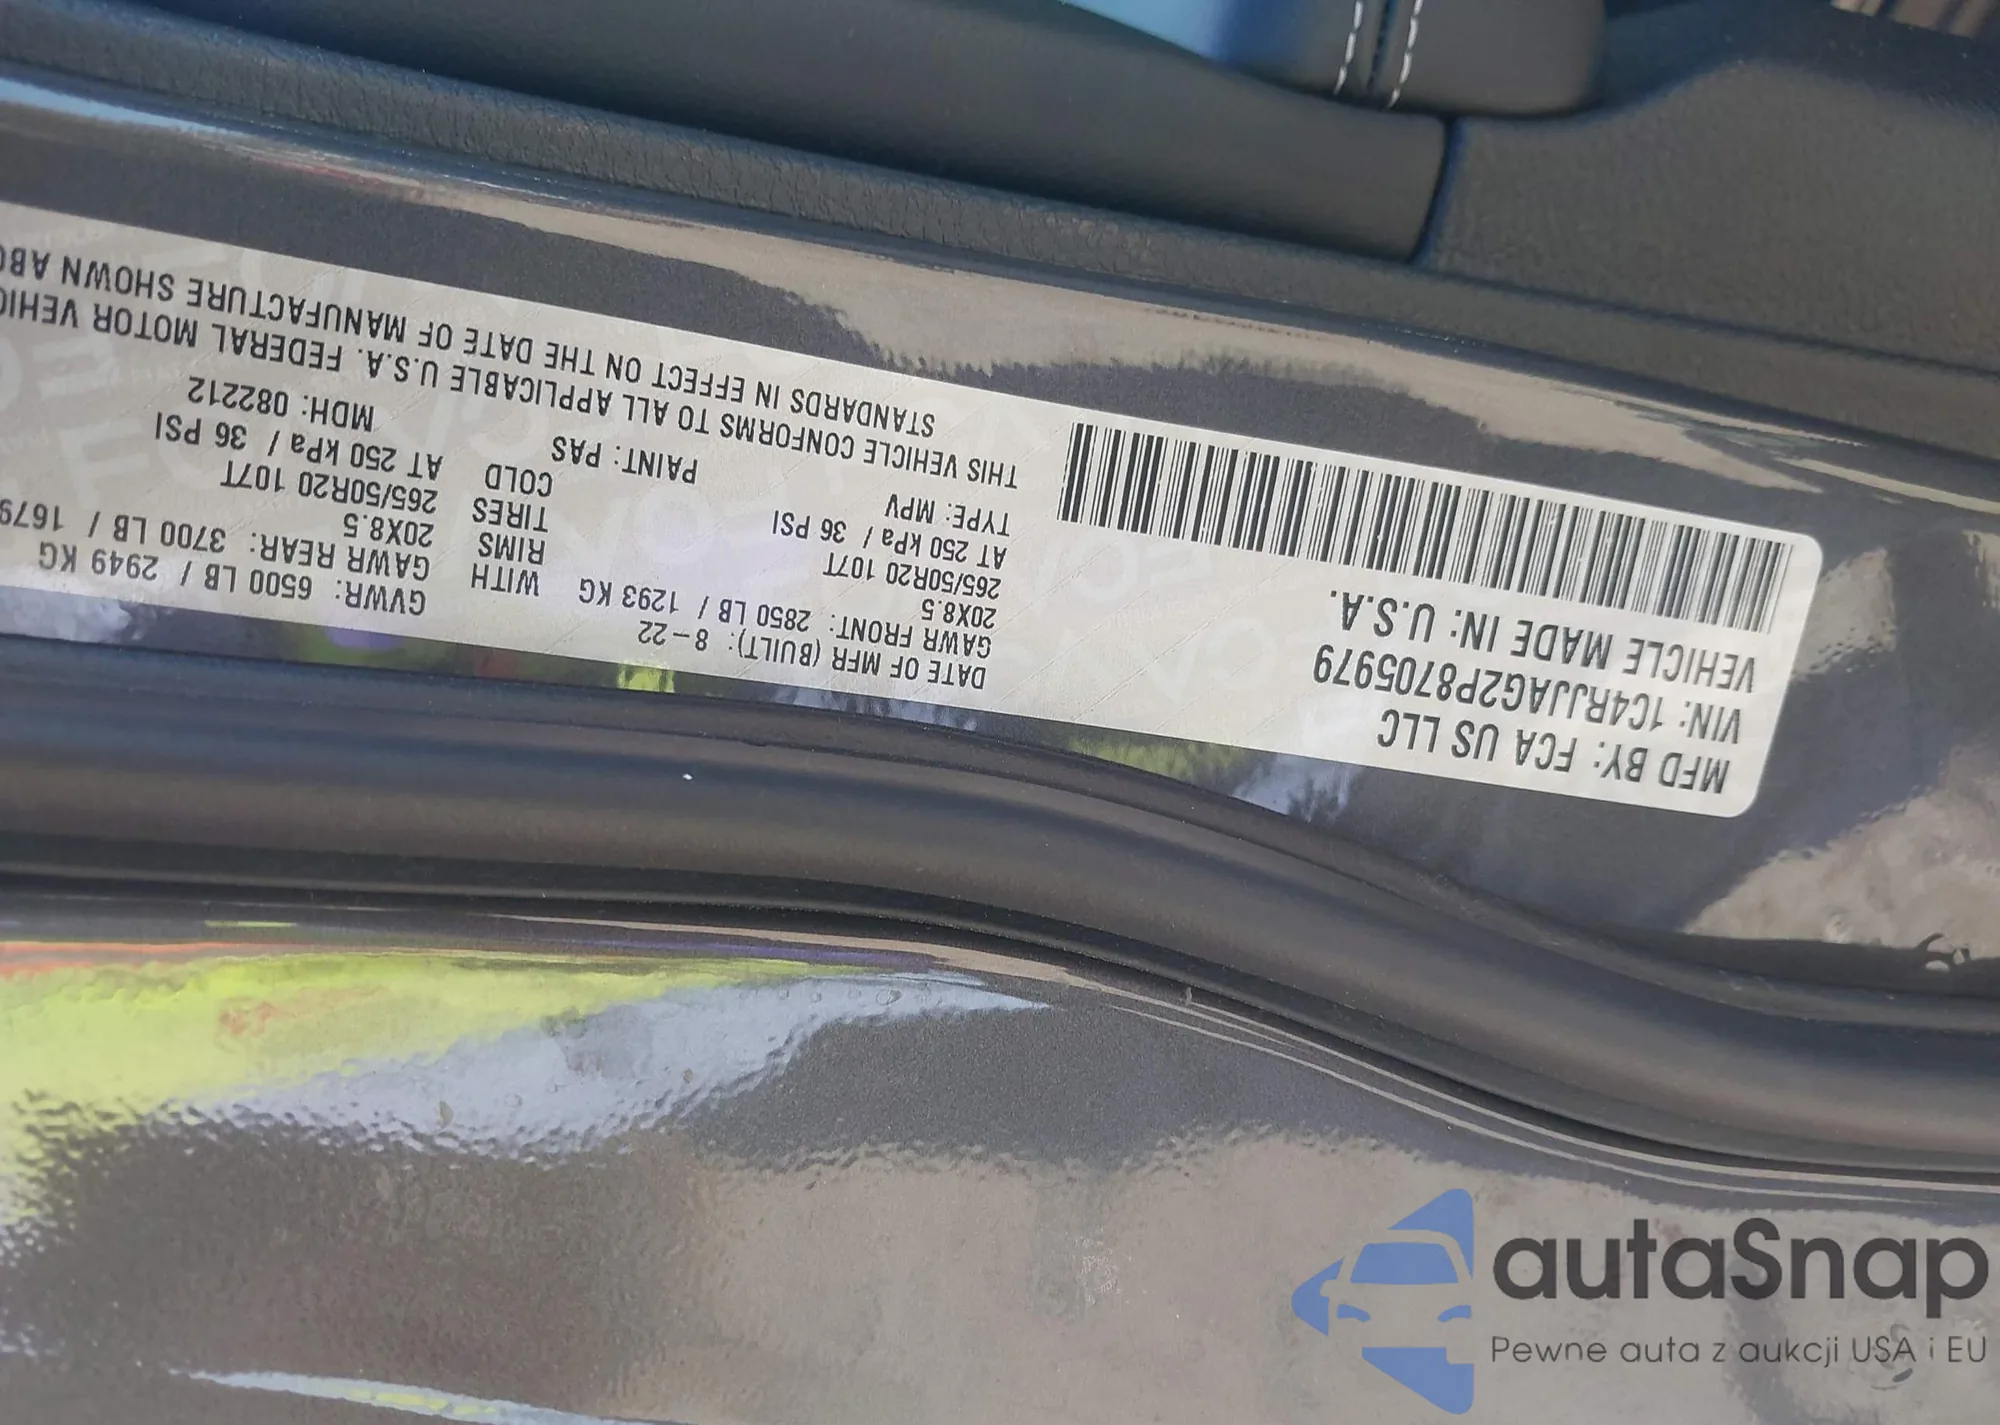 MFD BY: FCA US LLC
VIN: 1C4RJJAG2P8705979
VEHICLE MADE IN: U.S.A.
DATE OF MFR (BUILT): 8-22
GAWR FRONT: 2850 LB / 1293 KG
20X8.5
265/50R20 107T
AT 250 kPa / 36 PSI
TYPE: MPV
WITH
RIMS
TIRES
COLD
GVWR: 6500 LB / 2949 KG
GAWR REAR: 3700 LB / 1679
20X8.5
265/50R20 107T
AT 250 kPa / 36 PSI
PAINT: PAS
MDH: 082212
THIS VEHICLE CONFORMS TO ALL APPLICABLE U.S.A. FEDERAL MOTOR
STANDARDS IN EFFECT ON THE DATE OF MANUFACTURE SHOWN
autaSnap
Pewne auta z aukcji USA i EU